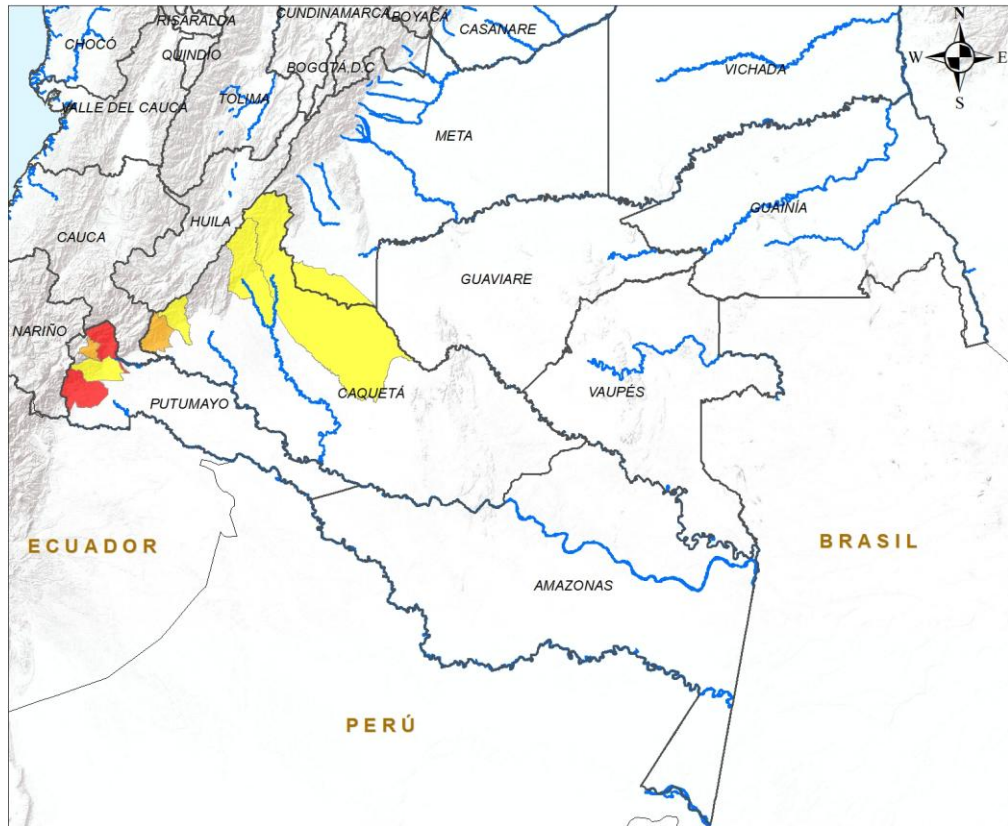 CUNDINAMARCA
BOYACÁ
RISARALDA
CASANARE
N
CHOCÓ
QUINDÍO
BOGOTÁ D.C
W
E
VICHADA
S
TOLIMA
VALLE DEL CAUCA
META
GUAINÍA
HUILA
CAUCA
GUAVIARE
NARIÑO
CAQUETÁ
VAUPÉS
PUTUMAYO
ECUADOR
BRASIL
AMAZONAS
PERÚ